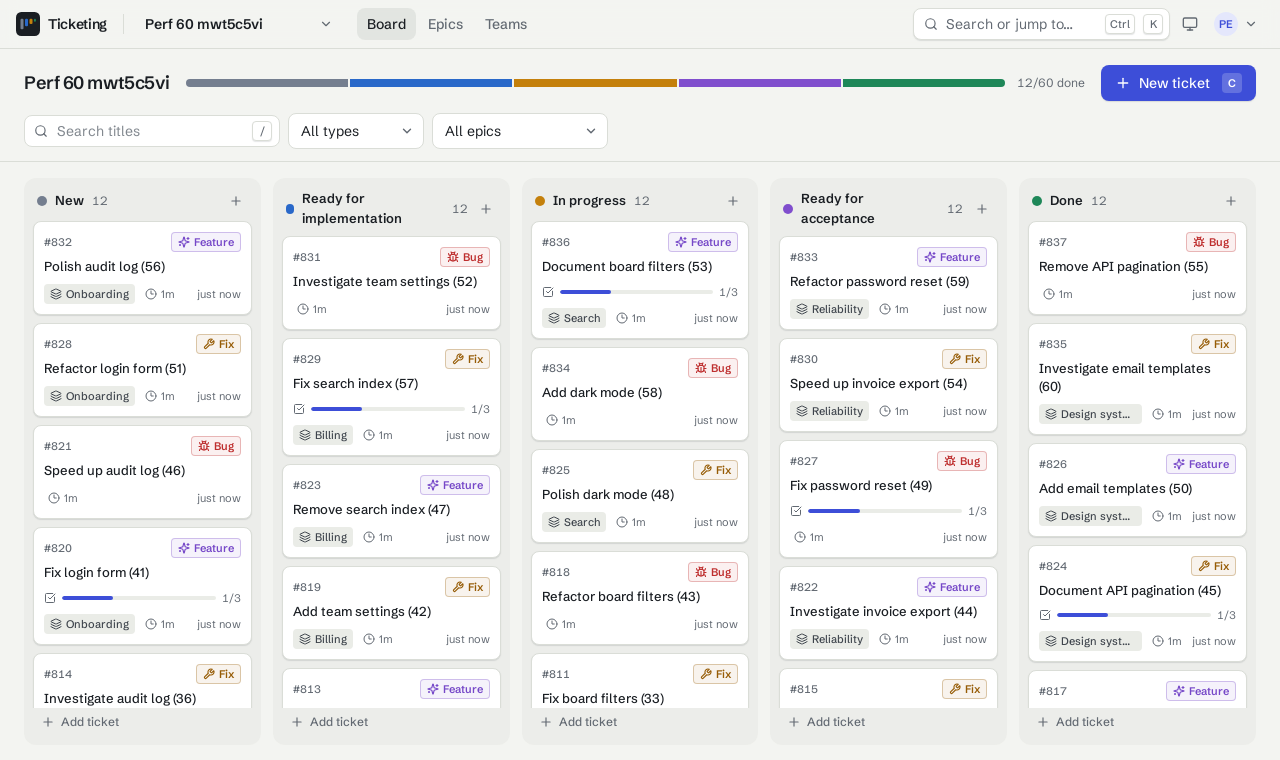 Ticketing
Perf 60 mwt5c5vi
Board
Epics
Teams
Search or jump to...
Ctrl
K
PE
Perf 60 mwt5c5vi
12/60 done
New ticket
C
Search titles
/
All types
All epics
New 12
#832
Feature
Polish audit log (56)
Onboarding
1m
just now
#828
Fix
Refactor login form (51)
Onboarding
1m
just now
#821
Bug
Speed up audit log (46)
1m
just now
#820
Feature
Fix login form (41)
1/3
Onboarding
1m
just now
#814
Fix
Investigate audit log (36)
Add ticket
Ready for
implementation
12
#831
Bug
Investigate team settings (52)
1m
just now
#829
Fix
Fix search index (57)
1/3
Billing
1m
just now
#823
Feature
Remove search index (47)
Billing
1m
just now
#819
Fix
Add team settings (42)
Billing
1m
just now
#813
Feature
Add ticket
In progress 12
#836
Feature
Document board filters (53)
1/3
Search
1m
just now
#834
Bug
Add dark mode (58)
1m
just now
#825
Fix
Polish dark mode (48)
Search
1m
just now
#818
Bug
Refactor board filters (43)
1m
just now
#811
Fix
Fix board filters (33)
Add ticket
Ready for
acceptance
12
#833
Feature
Refactor password reset (59)
Reliability
1m
just now
#830
Fix
Speed up invoice export (54)
Reliability
1m
just now
#827
Bug
Fix password reset (49)
1/3
1m
just now
#822
Feature
Investigate invoice export (44)
Reliability
1m
just now
#815
Fix
Add ticket
Done 12
#837
Bug
Remove API pagination (55)
1m
just now
#835
Fix
Investigate email templates
(60)
Design syst...
1m
just now
#826
Feature
Add email templates (50)
Design syst...
1m
just now
#824
Fix
Document API pagination (45)
1/3
Design syst...
1m
just now
#817
Feature
Add ticket